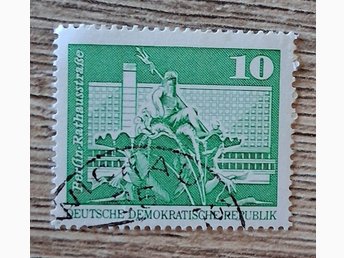 10
Berlin-Rathausstraße
DEUTSCHE DEMOKRATISCHE REPUBLIK